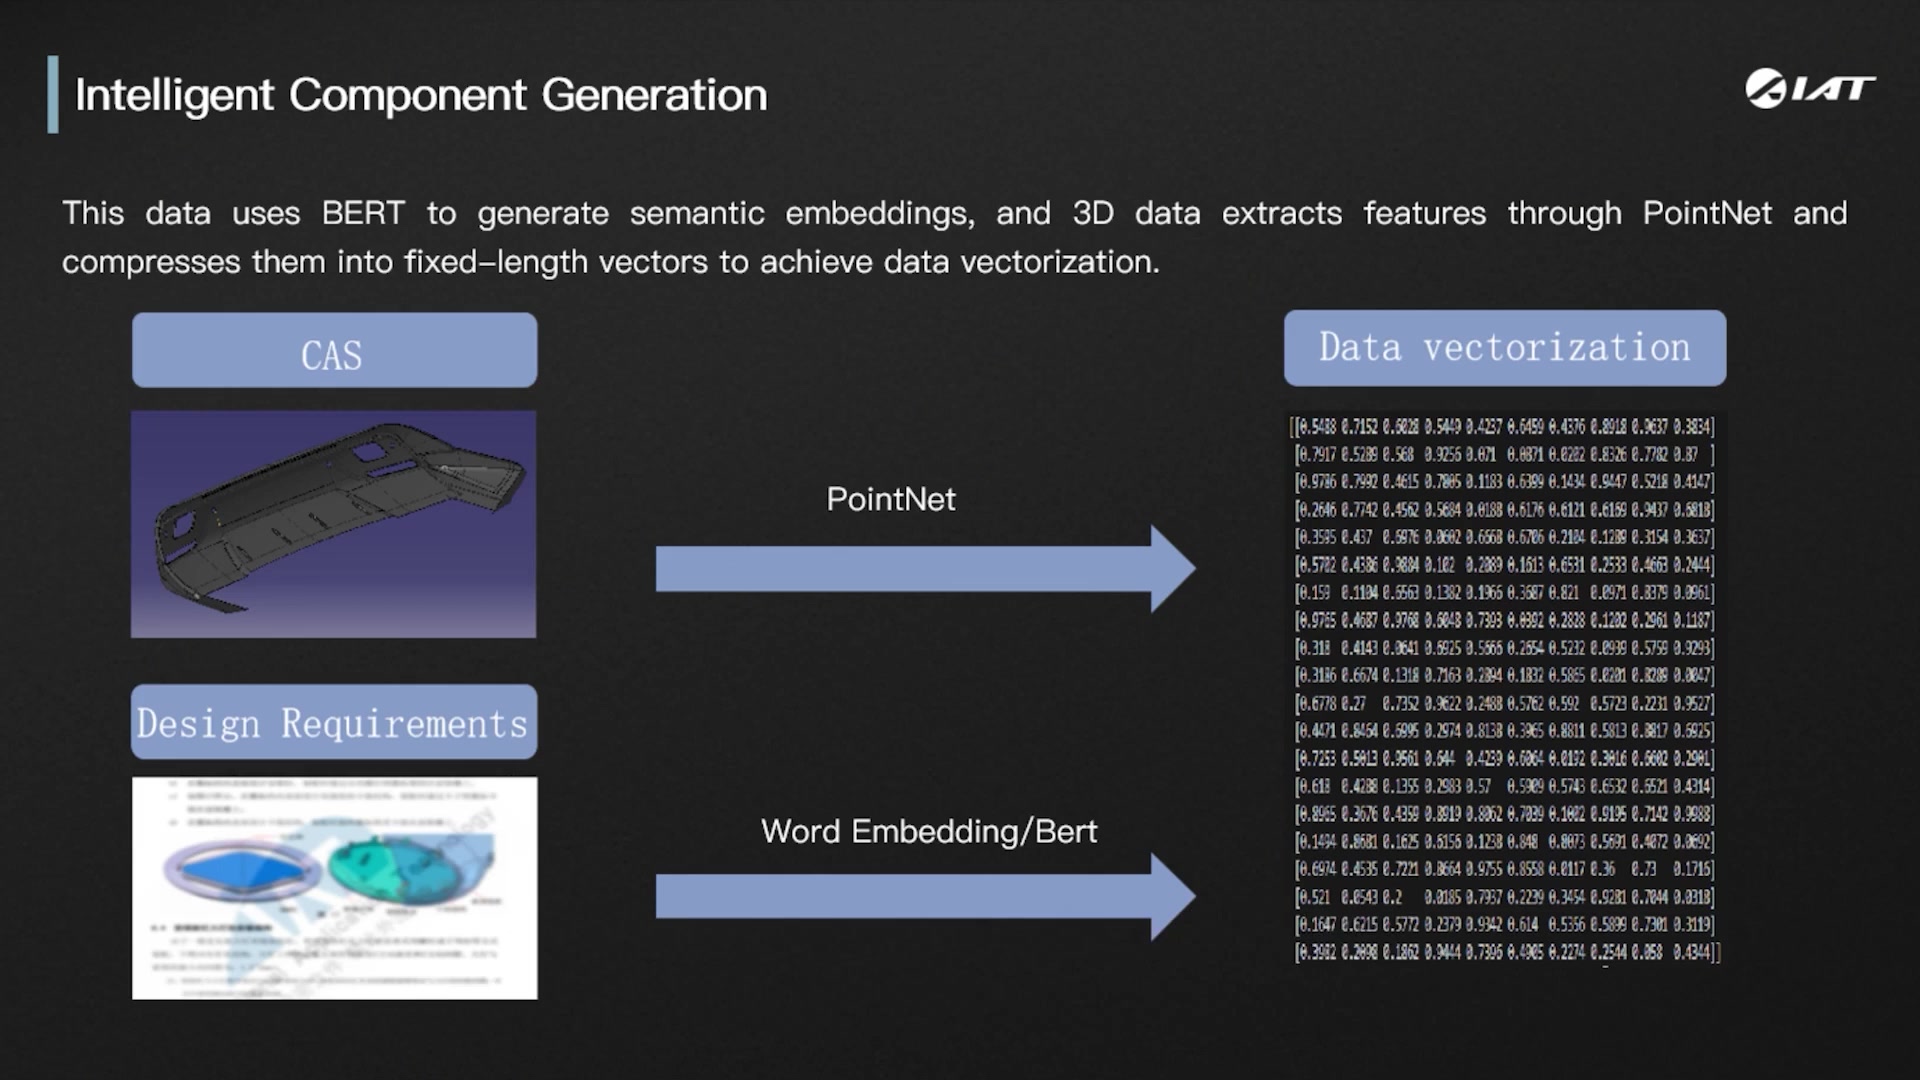 Intelligent Component Generation
IAT
This data uses BERT to generate semantic embeddings, and 3D data extracts features through PointNet and
compresses them into fixed-length vectors to achieve data vectorization.
CAS
Data vectorization
PointNet
Design Requirements
Word Embedding/Bert
[[0.5488 0.7152 0.6028 0.5449 0.4237 0.6459 0.4376 0.8918 0.9637 0.3834]
[0.7917 0.5289 0.568 0.9256 0.071 0.0871 0.0202 0.8326 0.7782 0.87 ]
[0.9786 0.7992 0.4615 0.7805 0.1183 0.6399 0.1434 0.9447 0.5218 0.4147]
[0.2646 0.7742 0.4562 0.5684 0.0188 0.6176 0.6121 0.6169 0.9437 0.6818]
[0.3595 0.437 0.6976 0.0602 0.6668 0.6706 0.2104 0.1289 0.3154 0.3637]
[0.5702 0.4386 0.9884 0.102 0.2089 0.1613 0.6531 0.2533 0.4663 0.2444]
[0.159 0.1104 0.6563 0.1382 0.1966 0.3687 0.821 0.0971 0.8379 0.0961]
[0.9765 0.4687 0.9768 0.6048 0.7393 0.0392 0.2828 0.1202 0.2961 0.1187]
[0.318 0.4143 0.0641 0.6925 0.5666 0.2654 0.5232 0.0939 0.5759 0.9293]
[0.3186 0.6674 0.1318 0.7163 0.2894 0.1832 0.5865 0.0201 0.8289 0.0047]
[0.6778 0.27 0.7352 0.9622 0.2488 0.5762 0.592 0.5723 0.2231 0.9527]
[0.4471 0.8464 0.6995 0.2974 0.8138 0.3965 0.8811 0.5813 0.8817 0.6925]
[0.7253 0.5013 0.9561 0.644 0.4239 0.6064 0.0192 0.3016 0.6602 0.2901]
[0.618 0.4288 0.1355 0.2983 0.57 0.5909 0.5743 0.6532 0.6521 0.4314]
[0.8965 0.3676 0.4359 0.8919 0.8062 0.7039 0.1002 0.9195 0.7142 0.9988]
[0.1494 0.8681 0.1625 0.6156 0.1238 0.848 0.8073 0.5691 0.4072 0.0692]
[0.6974 0.4535 0.7221 0.8664 0.9755 0.8558 0.0117 0.36 0.73 0.1716]
[0.521 0.0543 0.2 0.0185 0.7937 0.2239 0.3454 0.9281 0.7044 0.0318]
[0.1647 0.6215 0.5772 0.2379 0.9342 0.614 0.5356 0.5899 0.7301 0.3119]
[0.3982 0.2098 0.1862 0.9444 0.7396 0.4905 0.2274 0.2544 0.058 0.4344]]